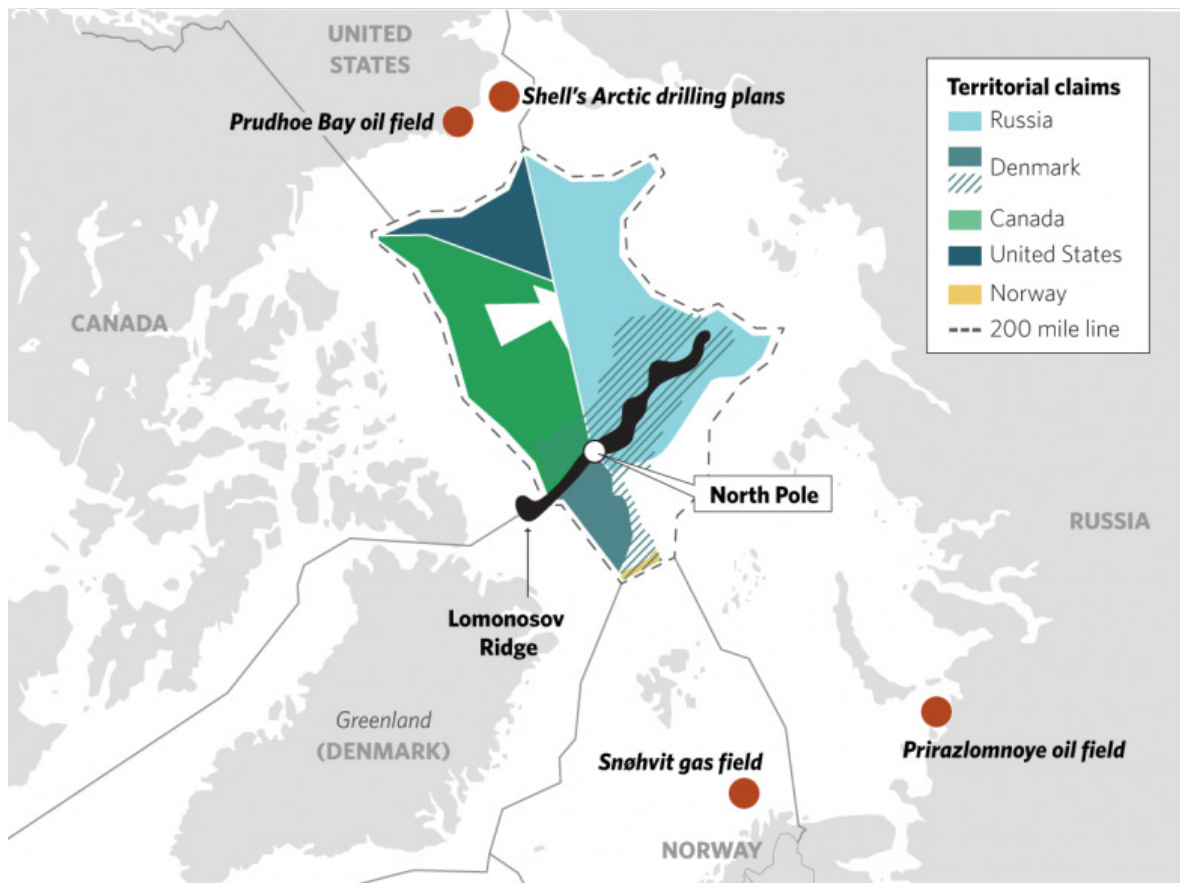 UNITED
STATES
Shell's Arctic drilling plans
Prudhoe Bay oil field
Territorial claims
Russia
Denmark
Canada
United States
Norway
200 mile line
CANADA
North Pole
RUSSIA
Lomonosov
Ridge
Greenland
(DENMARK)
Snøhvit gas field
Prirazlomnoye oil field
NORWAY